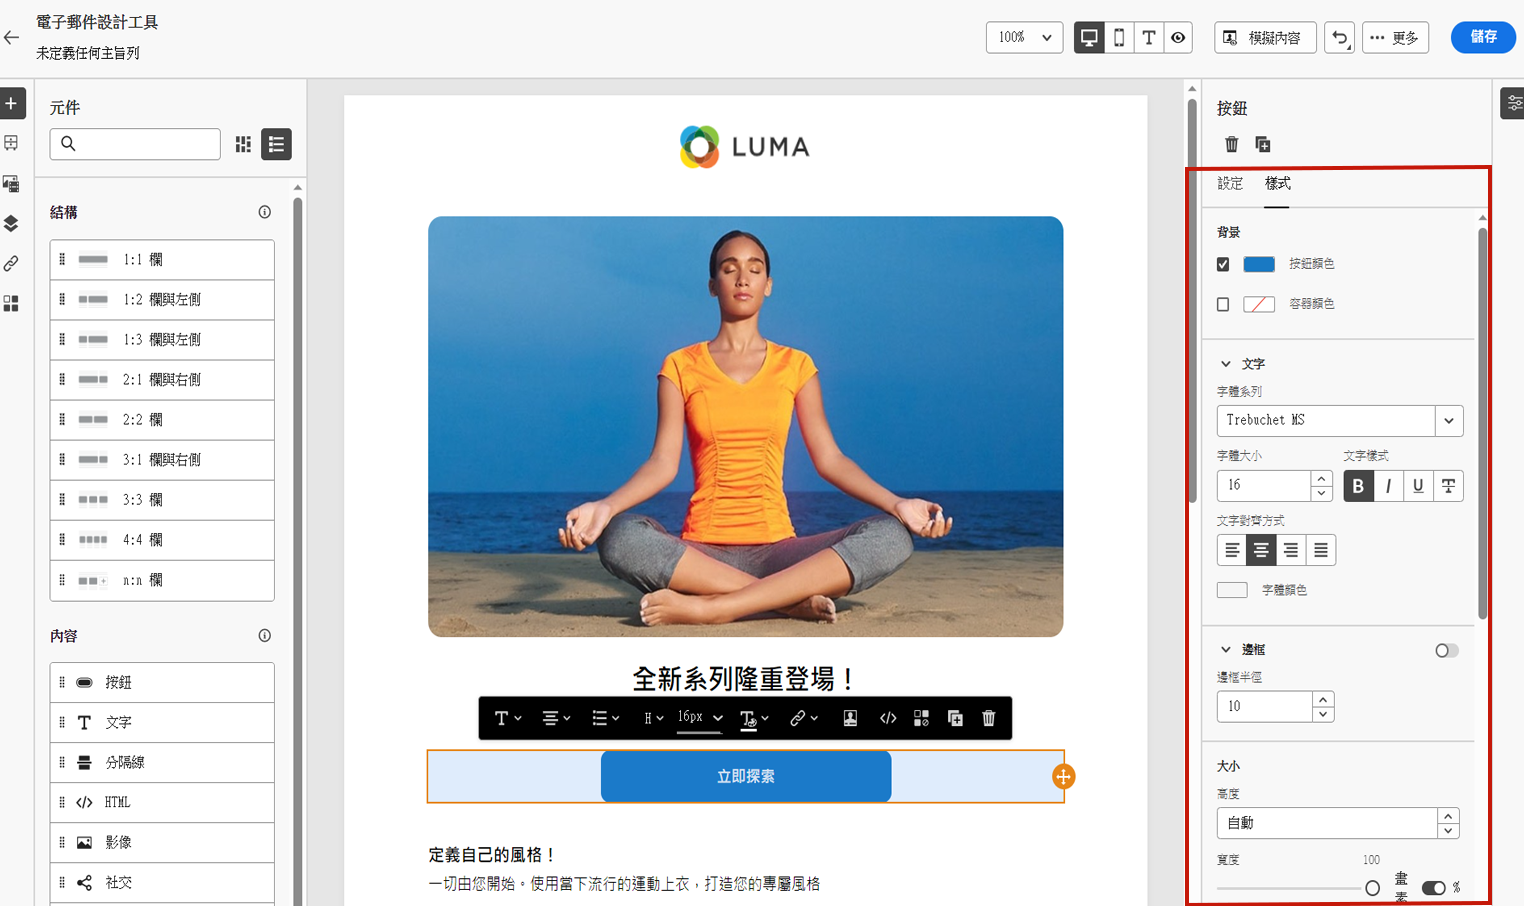 電子郵件設計工具
未定義任何主旨列
100%
模擬內容
更多
儲存
元件
結構
1:1 欄
1:2 欄與左側
1:3 欄與左側
2:1 欄與右側
2:2 欄
3:1 欄與右側
3:3 欄
4:4 欄
n:n 欄
內容
按鈕
文字
分隔線
HTML
影像
社交
LUMA
全新系列隆重登場！
H
16px
立即探索
定義自己的風格！
一切由您開始。使用當下流行的運動上衣，打造您的專屬風格
按鈕
設定
樣式
背景
按鈕顏色
容器顏色
文字
字體系列
Trebuchet MS
字體大小
文字樣式
16
B I U T
文字對齊方式
字體顏色
邊框
邊框半徑
10
大小
高度
自動
寬度
100
畫素
%